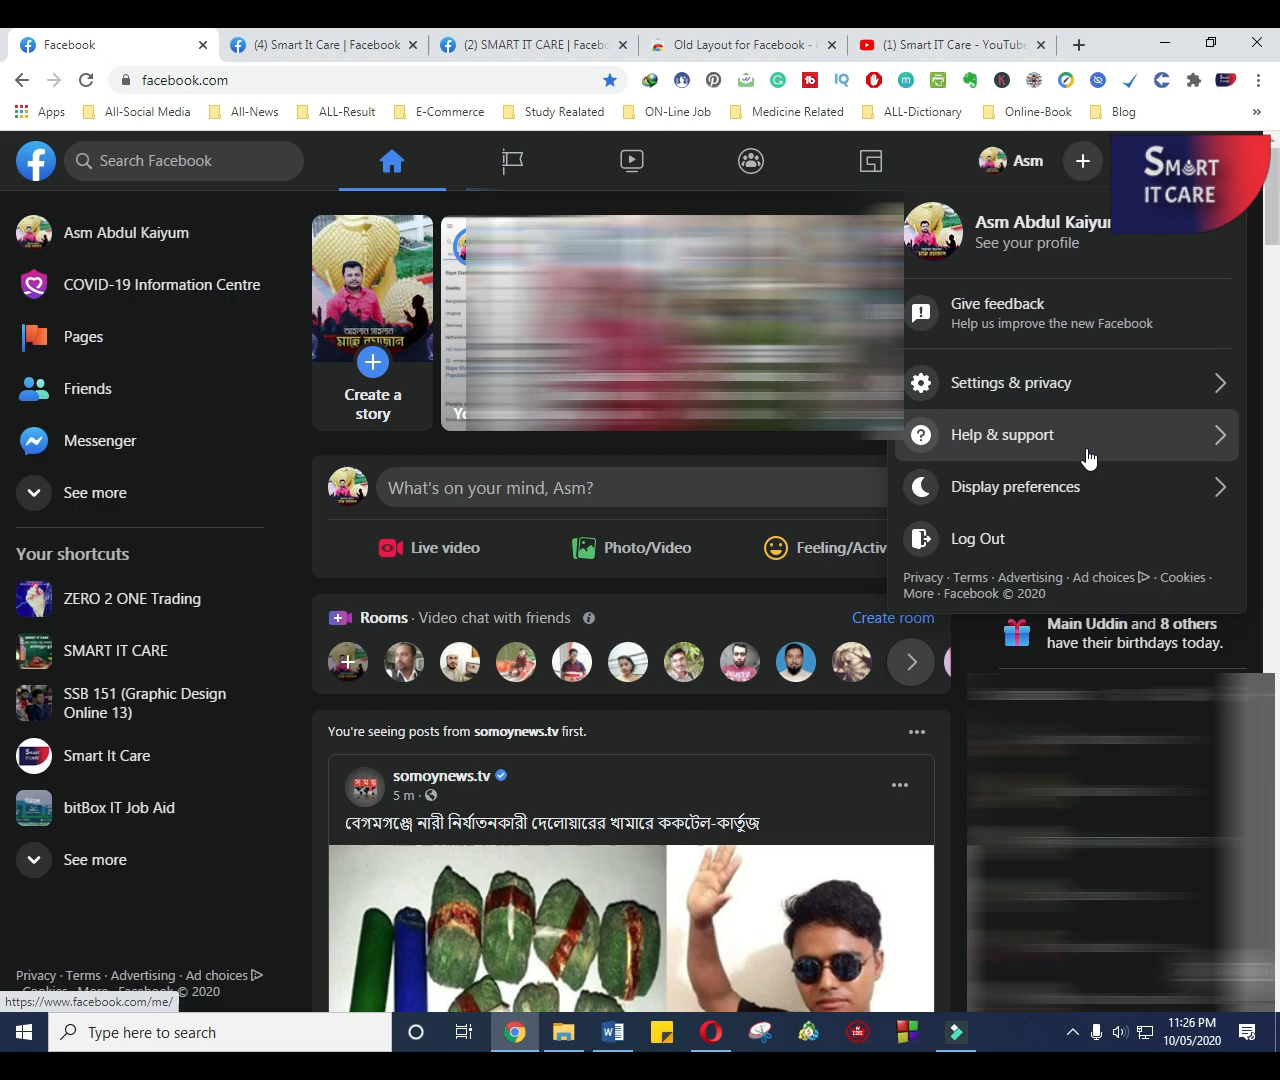 Facebook
(4) Smart It Care | Facebook
(2) SMART IT CARE | Faceb
Old Layout for Facebook -
(1) Smart IT Care - YouTube
facebook.com
Apps
All-Social Media
All-News
ALL-Result
E-Commerce
Study Realated
ON-Line Job
Medicine Related
ALL-Dictionary
Online-Book
Blog
Search Facebook
Asm
SMART
IT CARE
Asm Abdul Kaiyum
COVID-19 Information Centre
Pages
Friends
Messenger
See more
Your shortcuts
ZERO 2 ONE Trading
SMART IT CARE
SSB 151 (Graphic Design
Online 13)
Smart It Care
bitBox IT Job Aid
See more
Privacy · Terms · Advertising · Ad choices
Cookies · More · Facebook © 2020
https://www.facebook.com/me/
আহলান সাহলান
মাহে রমজান
Create a
story
What's on your mind, Asm?
Live video
Photo/Video
Feeling/Activ
Rooms · Video chat with friends
Create room
You're seeing posts from somoynews.tv first.
somoynews.tv
5 m ·
বেগমগঞ্জে নারী নির্যাতনকারী দেলোয়ারের খামারে ককটেল-কার্তুজ
Asm Abdul Kaiyu
See your profile
Give feedback
Help us improve the new Facebook
Settings & privacy
Help & support
Display preferences
Log Out
Privacy · Terms · Advertising · Ad choices · Cookies ·
More · Facebook © 2020
Main Uddin and 8 others
have their birthdays today.
Type here to search
11:26 PM
10/05/2020